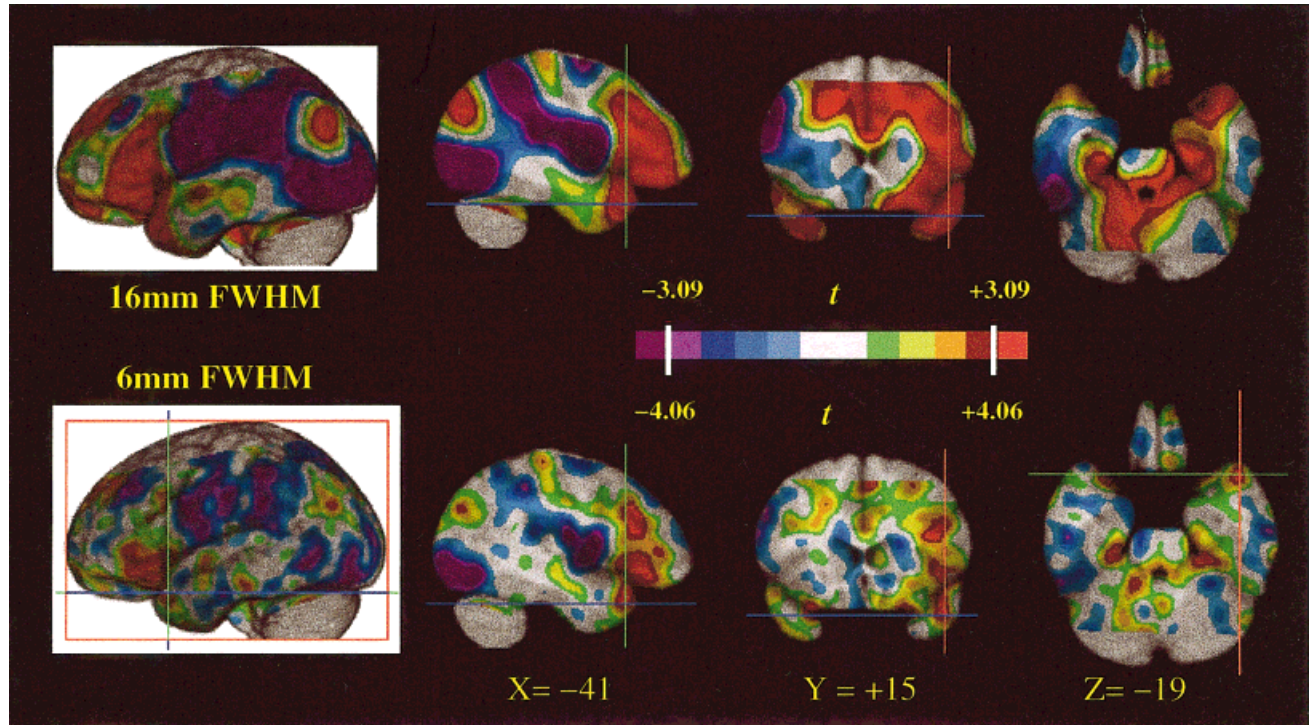 16mm FWHM
−3.09 t +3.09
6mm FWHM
−4.06 t +4.06
X= −41 Y = +15 Z= −19